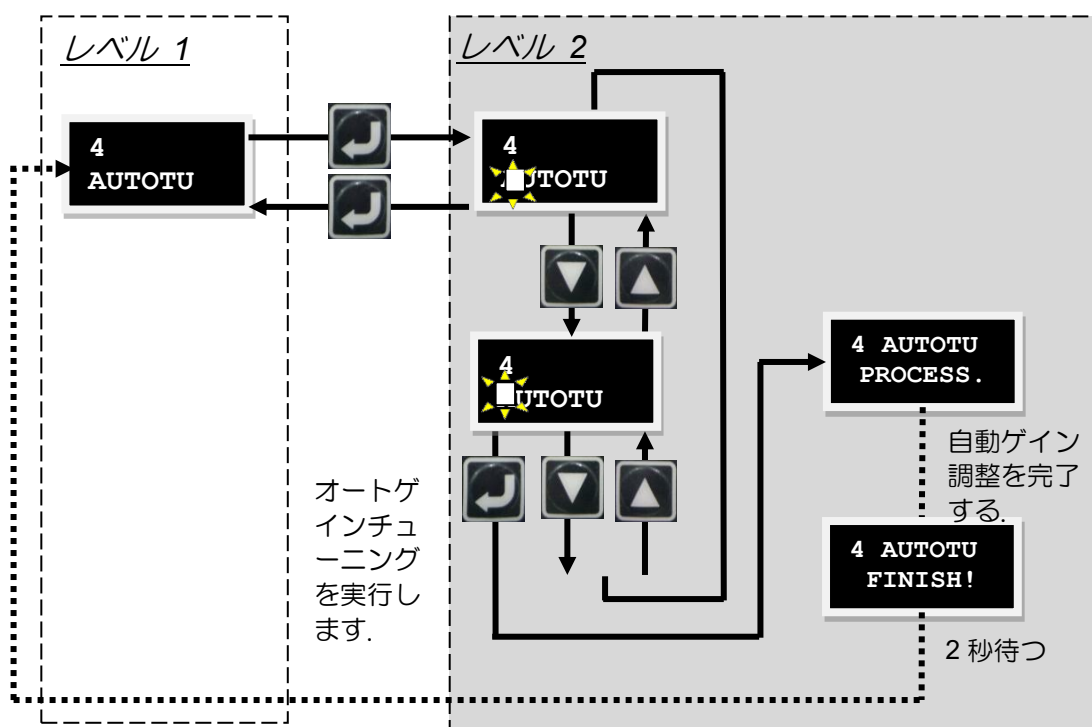 レベル 1
レベル 2
4
AUTOTU
4
UTOTU
4
UTOTU
4 AUTOTU
PROCESS.
自動ゲイン
調整を完了
する.
オートゲ
インチュ
ーニング
を実行し
ます.
4 AUTOTU
FINISH!
2 秒待つ